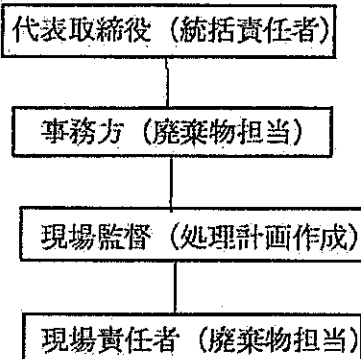 代表取締役（統括責任者）
事務方（廃棄物担当）
現場監督（処理計画作成）
現場責任者（廃棄物担当）